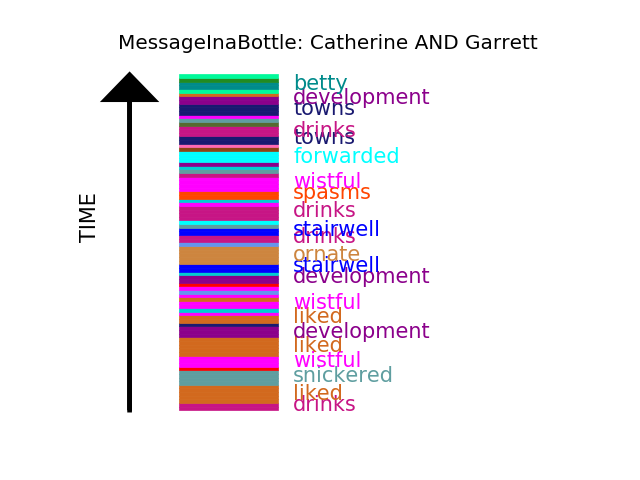 MessageInaBottle: Catherine AND Garrett
betty
development
towns
drinks
towns
forwarded
wistful
spasms
drinks
stairwell
drinks
ornate
stairwell
development
wistful
liked
development
liked
wistful
snickered
liked
drinks
TIME